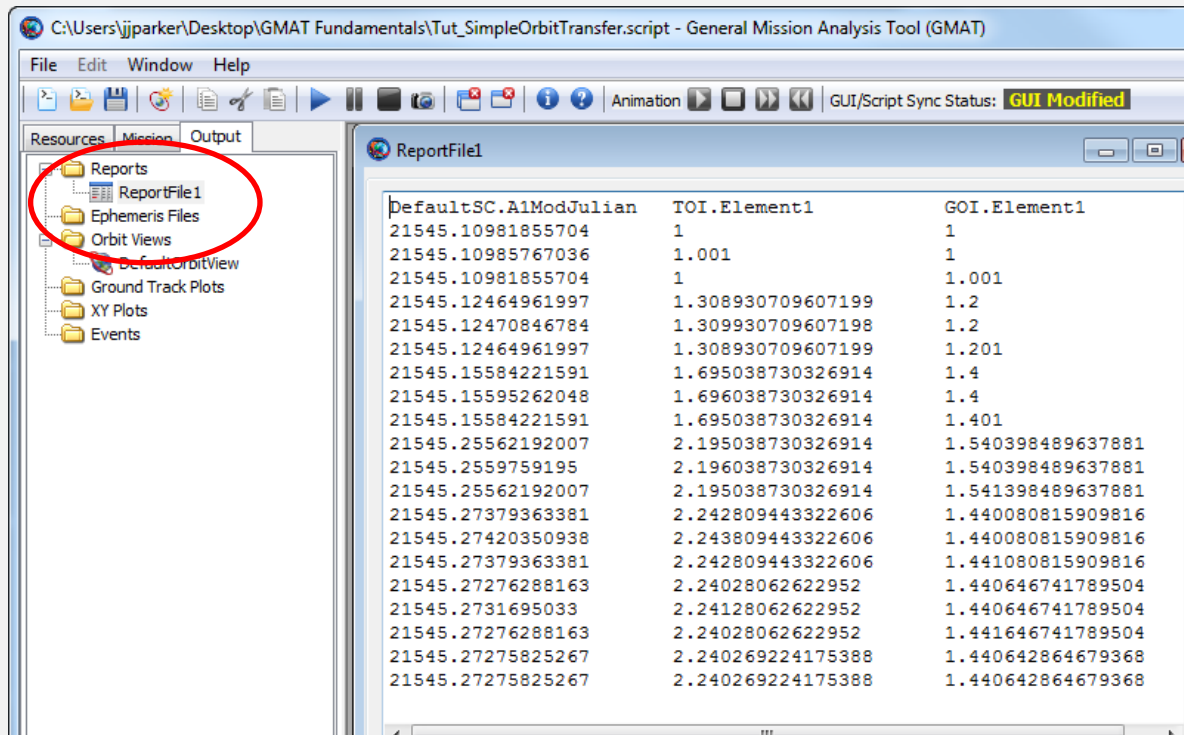 C:\Users\jjparker\Desktop\GMAT Fundamentals\Tut_SimpleOrbitTransfer.script - General Mission Analysis Tool (GMAT)
File Edit Window Help
Animation GUI/Script Sync Status: GUI Modified
Resources Mission Output
Reports
ReportFile1
Ephemeris Files
Orbit Views
DefaultOrbitView
Ground Track Plots
XY Plots
Events
ReportFile1
DefaultSC.A1ModJulian TOI.Element1 GOI.Element1
21545.10981855704 1 1
21545.10985767036 1.001 1
21545.10981855704 1 1.001
21545.12464961997 1.308930709607199 1.2
21545.12470846784 1.309930709607198 1.2
21545.12464961997 1.308930709607199 1.201
21545.15584221591 1.695038730326914 1.4
21545.15595262048 1.696038730326914 1.4
21545.15584221591 1.695038730326914 1.401
21545.25562192007 2.195038730326914 1.540398489637881
21545.2559759195 2.196038730326914 1.540398489637881
21545.25562192007 2.195038730326914 1.541398489637881
21545.27379363381 2.242809443322606 1.440080815909816
21545.27420350938 2.243809443322606 1.440080815909816
21545.27379363381 2.242809443322606 1.441080815909816
21545.27276288163 2.24028062622952 1.440646741789504
21545.2731695033 2.24128062622952 1.440646741789504
21545.27276288163 2.24028062622952 1.441646741789504
21545.27275825267 2.240269224175388 1.440642864679368
21545.27275825267 2.240269224175388 1.440642864679368